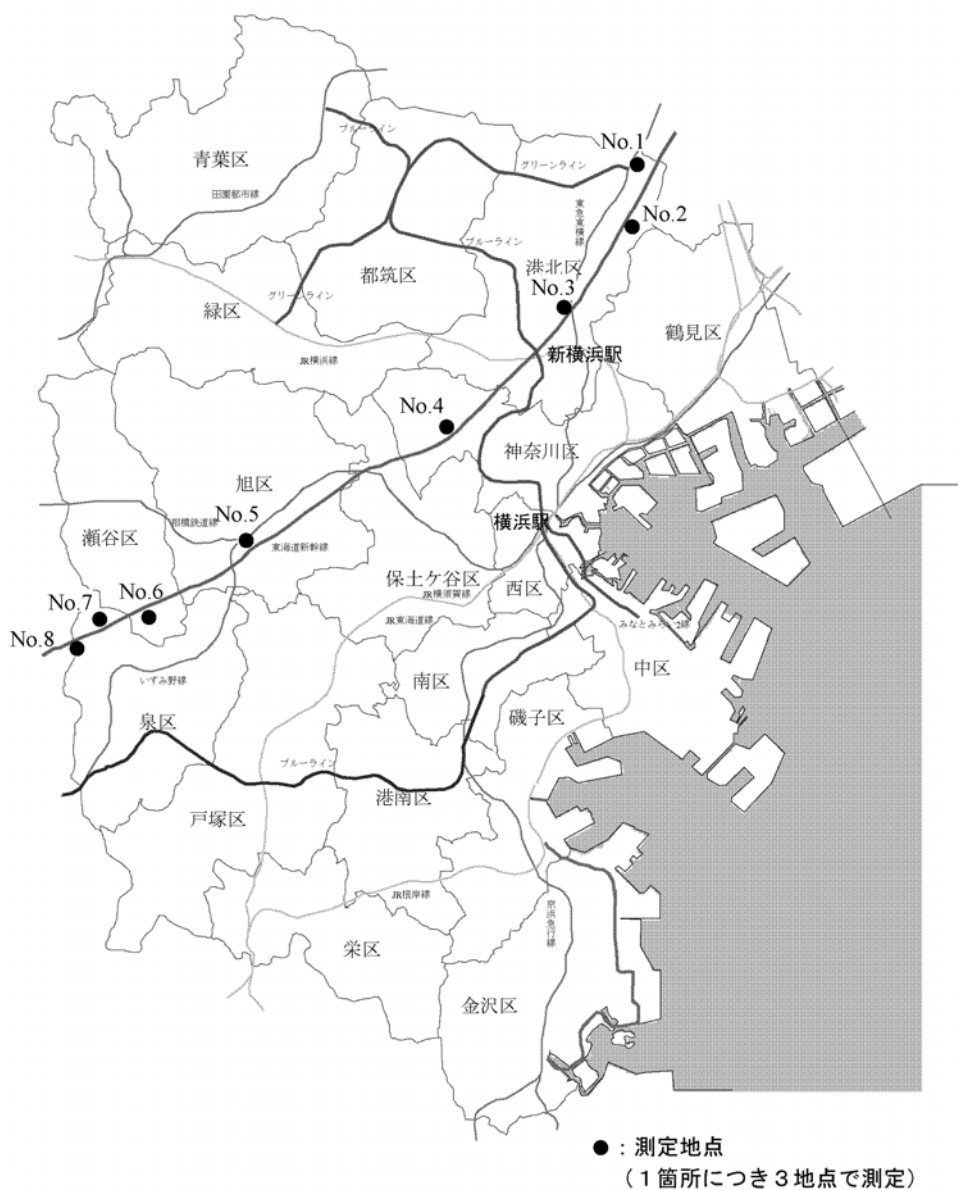 No.1
ブルーライン
青葉区
グリーンライン
田園都市線
東急東横線
No.2
ブルーライン
港北区
都筑区
グリーンライン
No.3
緑区
鶴見区
JR横浜線
新横浜駅
No.4
神奈川区
旭区
No.5
相模鉄道線
横浜駅
瀬谷区
東海道新幹線
保土ケ谷区
西区
JR横須賀線
No.6
No.7
JR東海道線
みなとみらい2線
No.8
中区
いずみ野線
南区
磯子区
泉区
ブルーライン
港南区
戸塚区
JR根岸線
京浜急行線
栄区
金沢区
●：測定地点
（１箇所につき３地点で測定）